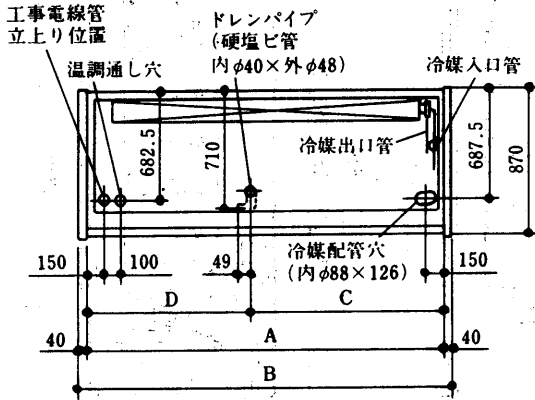 工事電線管
立上り位置
温調通し穴
ドレンパイプ
(硬塩ビ管
内φ40×外φ48)
冷媒入口管
冷媒出口管
682.5
710
687.5
870
冷媒配管穴
(内φ88×126)
150
100
49
150
D
C
40
A
40
B